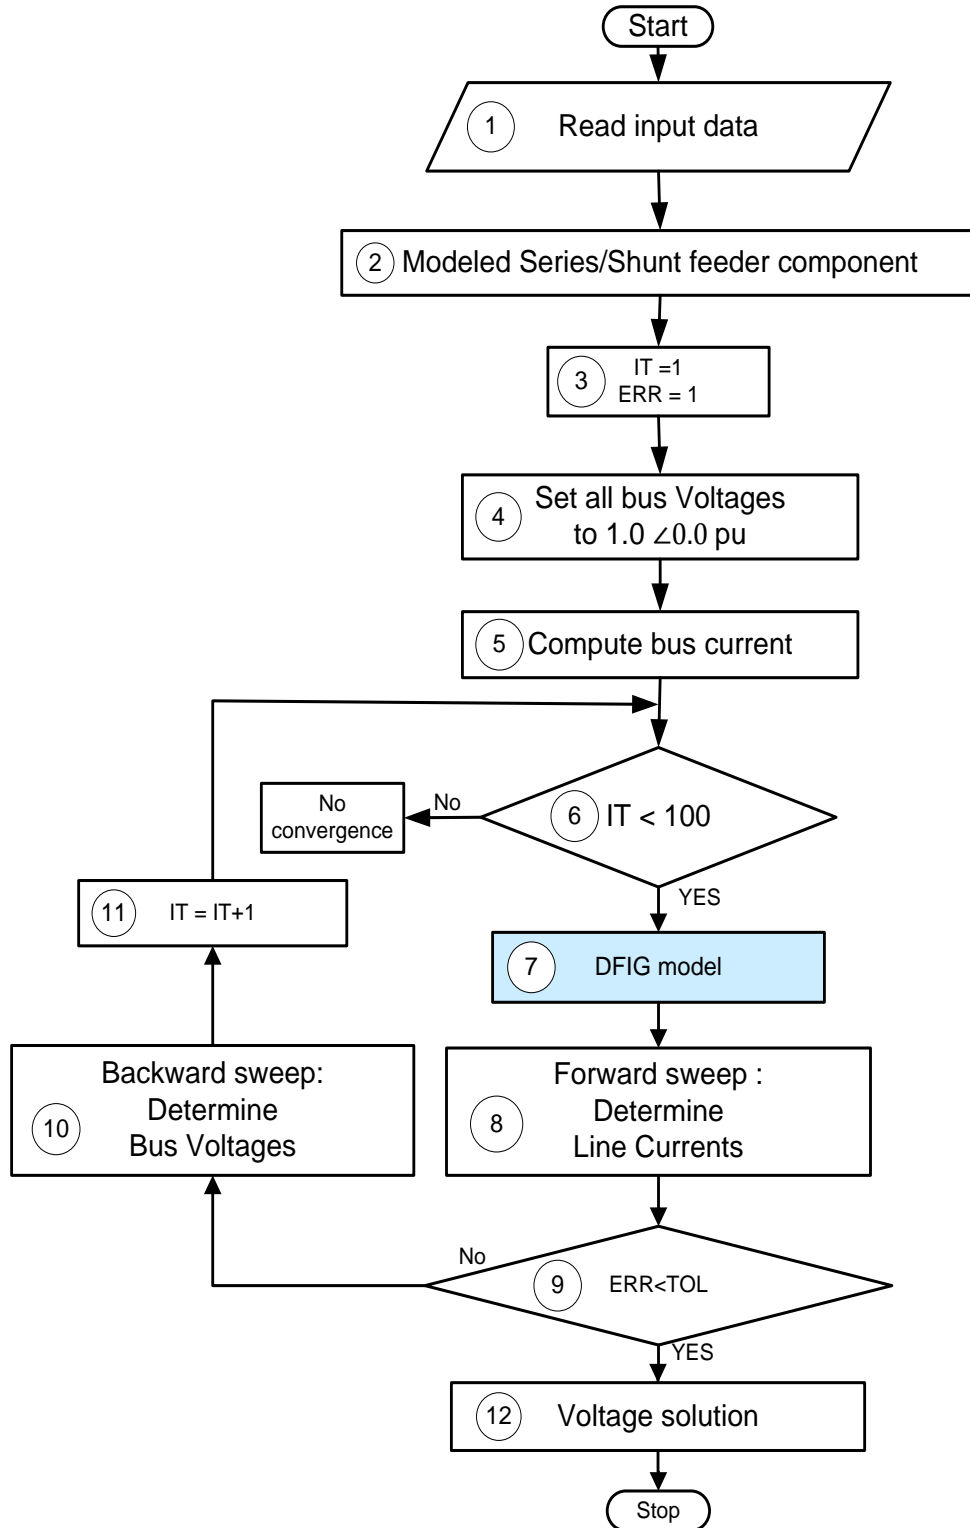 Start
1 Read input data
2 Modeled Series/Shunt feeder component
3 IT =1
ERR = 1
4 Set all bus Voltages
to 1.0 ∠0.0 pu
5 Compute bus current
6 IT < 100
No
No
convergence
YES
11 IT = IT+1
7 DFIG model
Backward sweep:
10 Determine
Bus Voltages
Forward sweep :
8 Determine
Line Currents
No
9 ERR<TOL
YES
12 Voltage solution
Stop